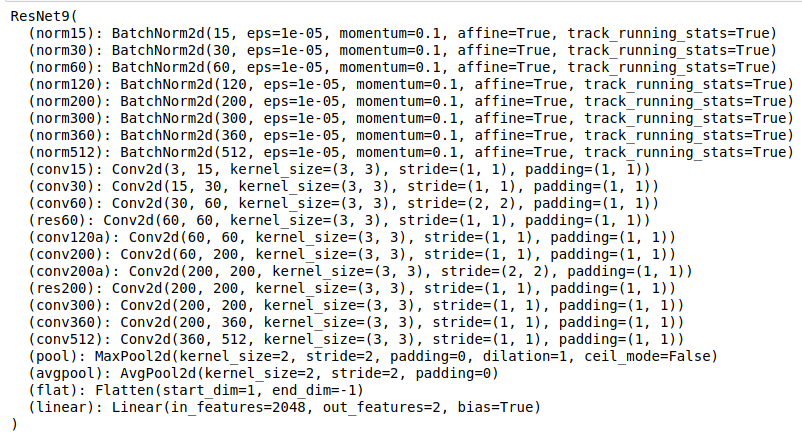 ResNet9(
  (norm15): BatchNorm2d(15, eps=1e-05, momentum=0.1, affine=True, track_running_stats=True)
  (norm30): BatchNorm2d(30, eps=1e-05, momentum=0.1, affine=True, track_running_stats=True)
  (norm60): BatchNorm2d(60, eps=1e-05, momentum=0.1, affine=True, track_running_stats=True)
  (norm120): BatchNorm2d(120, eps=1e-05, momentum=0.1, affine=True, track_running_stats=True)
  (norm200): BatchNorm2d(200, eps=1e-05, momentum=0.1, affine=True, track_running_stats=True)
  (norm300): BatchNorm2d(300, eps=1e-05, momentum=0.1, affine=True, track_running_stats=True)
  (norm360): BatchNorm2d(360, eps=1e-05, momentum=0.1, affine=True, track_running_stats=True)
  (norm512): BatchNorm2d(512, eps=1e-05, momentum=0.1, affine=True, track_running_stats=True)
  (conv15): Conv2d(3, 15, kernel_size=(3, 3), stride=(1, 1), padding=(1, 1))
  (conv30): Conv2d(15, 30, kernel_size=(3, 3), stride=(1, 1), padding=(1, 1))
  (conv60): Conv2d(30, 60, kernel_size=(3, 3), stride=(2, 2), padding=(1, 1))
  (res60): Conv2d(60, 60, kernel_size=(3, 3), stride=(1, 1), padding=(1, 1))
  (conv120a): Conv2d(60, 60, kernel_size=(3, 3), stride=(1, 1), padding=(1, 1))
  (conv200): Conv2d(60, 200, kernel_size=(3, 3), stride=(1, 1), padding=(1, 1))
  (conv200a): Conv2d(200, 200, kernel_size=(3, 3), stride=(2, 2), padding=(1, 1))
  (res200): Conv2d(200, 200, kernel_size=(3, 3), stride=(1, 1), padding=(1, 1))
  (conv300): Conv2d(200, 200, kernel_size=(3, 3), stride=(1, 1), padding=(1, 1))
  (conv360): Conv2d(200, 360, kernel_size=(3, 3), stride=(1, 1), padding=(1, 1))
  (conv512): Conv2d(360, 512, kernel_size=(3, 3), stride=(1, 1), padding=(1, 1))
  (pool): MaxPool2d(kernel_size=2, stride=2, padding=0, dilation=1, ceil_mode=False)
  (avgpool): AvgPool2d(kernel_size=2, stride=2, padding=0)
  (flat): Flatten(start_dim=1, end_dim=-1)
  (linear): Linear(in_features=2048, out_features=2, bias=True)
)